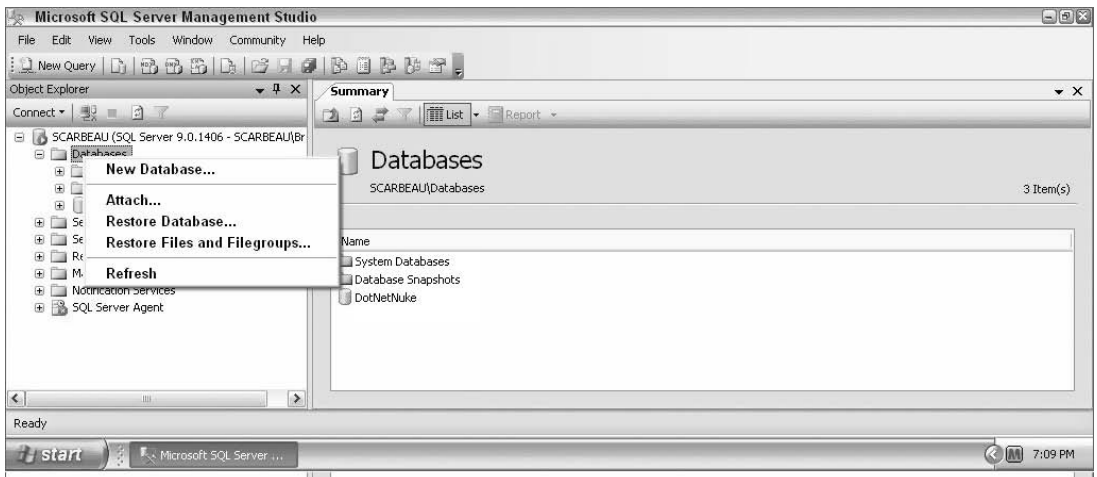 Microsoft SQL Server Management Studio
File Edit View Tools Window Community Help
New Query
Object Explorer
Connect
SCARBEAU (SQL Server 9.0.1406 - SCARBEAU\Br
Databases
New Database...
Attach...
Restore Database...
Restore Files and Filegroups...
Refresh
Se
Se
Re
M
Notification Services
SQL Server Agent
Summary
List Report
Databases
SCARBEAU\Databases
3 Item(s)
Name
System Databases
Database Snapshots
DotNetNuke
Ready
start
Microsoft SQL Server ...
7:09 PM